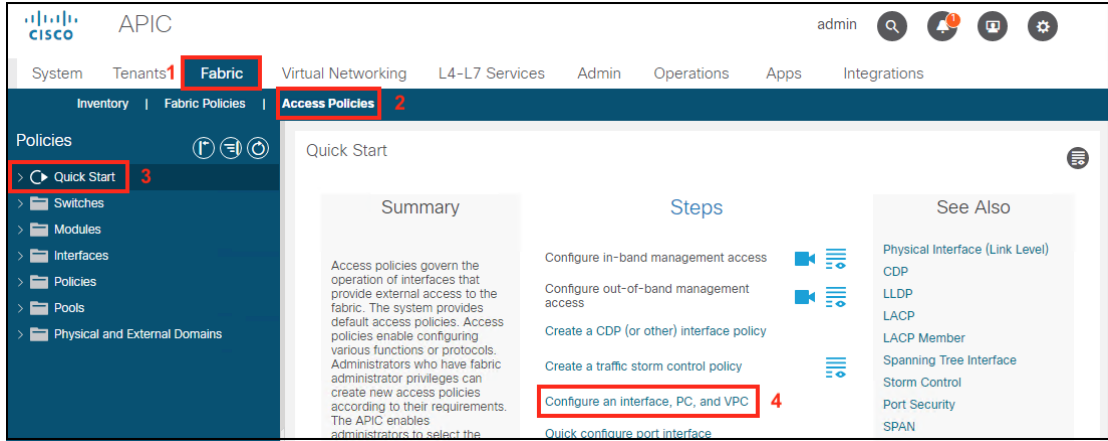 CISCO
APIC
admin
1
System
Tenants
1
Fabric
Virtual Networking
L4-L7 Services
Admin
Operations
Apps
Integrations
Inventory | Fabric Policies | Access Policies
2
Policies
Quick Start
3
Switches
Modules
Interfaces
Policies
Pools
Physical and External Domains
Quick Start
Summary
Access policies govern the
operation of interfaces that
provide external access to the
fabric. The system provides
default access policies. Access
policies enable configuring
various functions or protocols.
Administrators who have fabric
administrator privileges can
create new access policies
according to their requirements.
The APIC enables
administrators to select the
Steps
Configure in-band management access
Configure out-of-band management
access
Create a CDP (or other) interface policy
Create a traffic storm control policy
Configure an interface, PC, and VPC
4
Quick configure port interface
See Also
Physical Interface (Link Level)
CDP
LLDP
LACP
LACP Member
Spanning Tree Interface
Storm Control
Port Security
SPAN